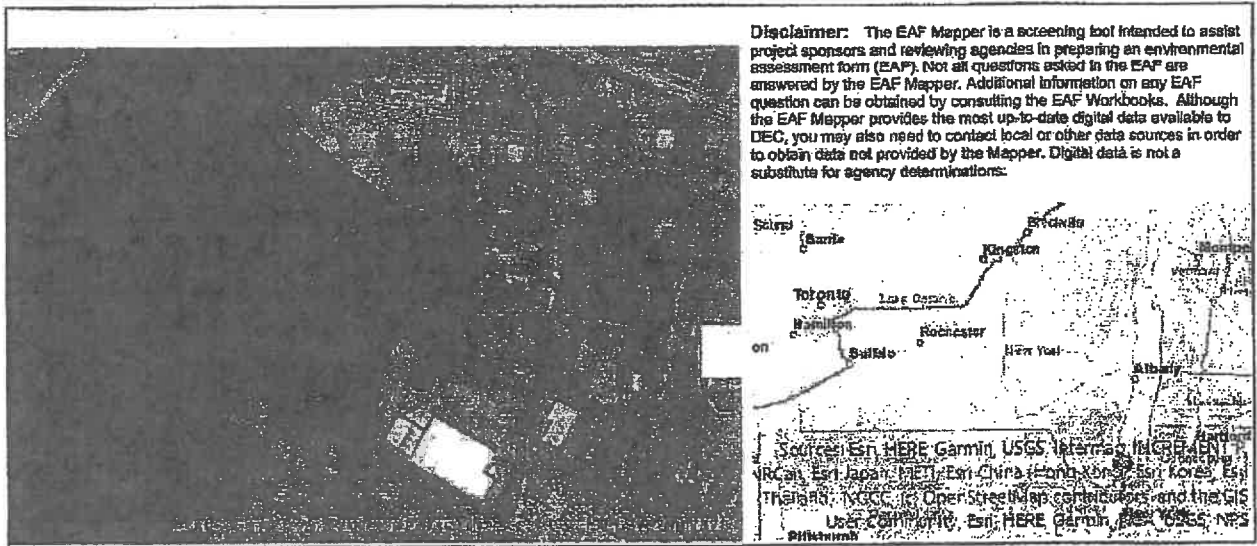 Disclaimer: The EAF Mapper is a screening tool intended to assist
project sponsors and reviewing agencies in preparing an environmental
assessment form (EAF). Not all questions asked in the EAF are
answered by the EAF Mapper. Additional information on any EAF
question can be obtained by consulting the EAF Workbooks. Although
the EAF Mapper provides the most up-to-date digital data available to
DEC, you may also need to contact local or other data sources in order
to obtain data not provided by the Mapper. Digital data is not a
substitute for agency determinations.
Barrie
Kingston
Toronto
Lake Ontario
Hamilton
Rochester
on
Buffalo
New York
Albany
Vermont
Sources: Esri, HERE, Garmin, USGS, Intermap, INCREMENT P,
NRCan, Esri Japan, METI, Esri China (Hong Kong), Esri Korea, Esri
(Thailand), NGCC, (c) OpenStreetMap contributors, and the GIS
User Community, Esri, HERE, Garmin, USGS, NPS
Pittsburgh